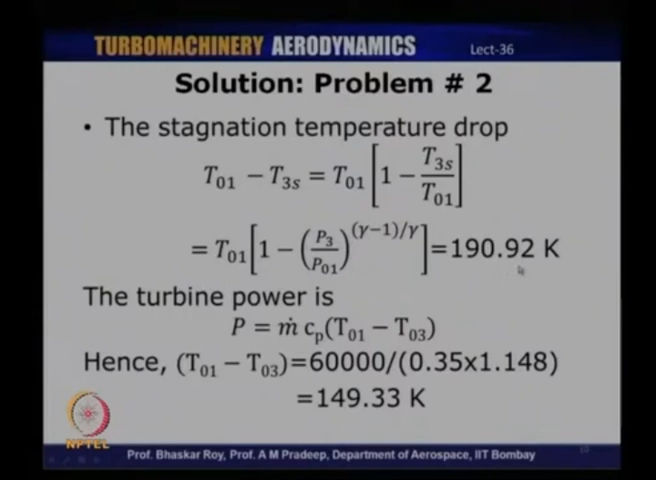 TURBOMACHINERY AERODYNAMICS Lect-36
Solution: Problem # 2
• The stagnation temperature drop
T₀₁ − T₃ₛ = T₀₁ [1 − T₃ₛ/T₀₁]
= T₀₁ [1 − (P₃/P₀₁)^(γ−1)/γ] = 190.92 K
The turbine power is
P = ṁ cₚ(T₀₁ − T₀₃)
Hence, (T₀₁ − T₀₃)=60000/(0.35x1.148)
=149.33 K
NPTEL
Prof. Bhaskar Roy, Prof. A M Pradeep, Department of Aerospace, IIT Bombay